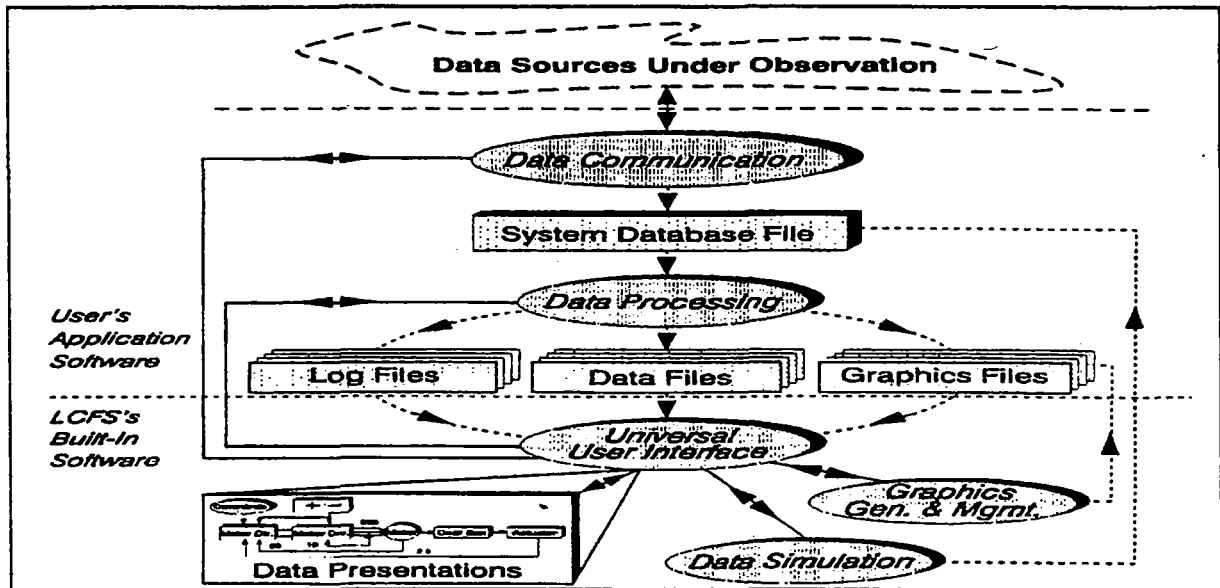 Data Sources Under Observation
Data Communication
System Database File
Data Processing
User's
Application
Software
Log Files
Data Files
Graphics Files
LCFS's
Built-In
Software
Universal
User Interface
Graphics
Gen. & Mgmt.
Data Simulation
+ -
Data Presentations